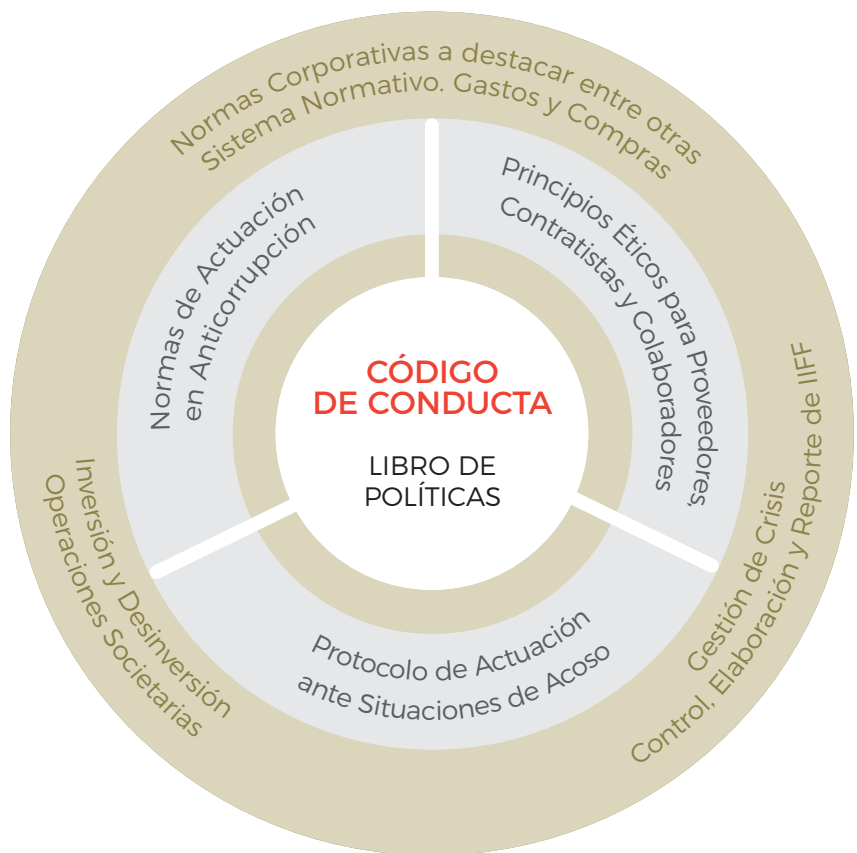 Normas Corporativas a destacar entre otras
Sistema Normativo. Gastos y Compras
Normas de Actuación
en Anticorrupción
Principios Éticos para Proveedores,
Contratistas y Colaboradores
CÓDIGO
DE CONDUCTA
LIBRO DE
POLÍTICAS
Inversión y Desinversión
Operaciones Societarias
Gestión de Crisis
Control, Elaboración y Reporte de IIFF
Protocolo de Actuación
ante Situaciones de Acoso